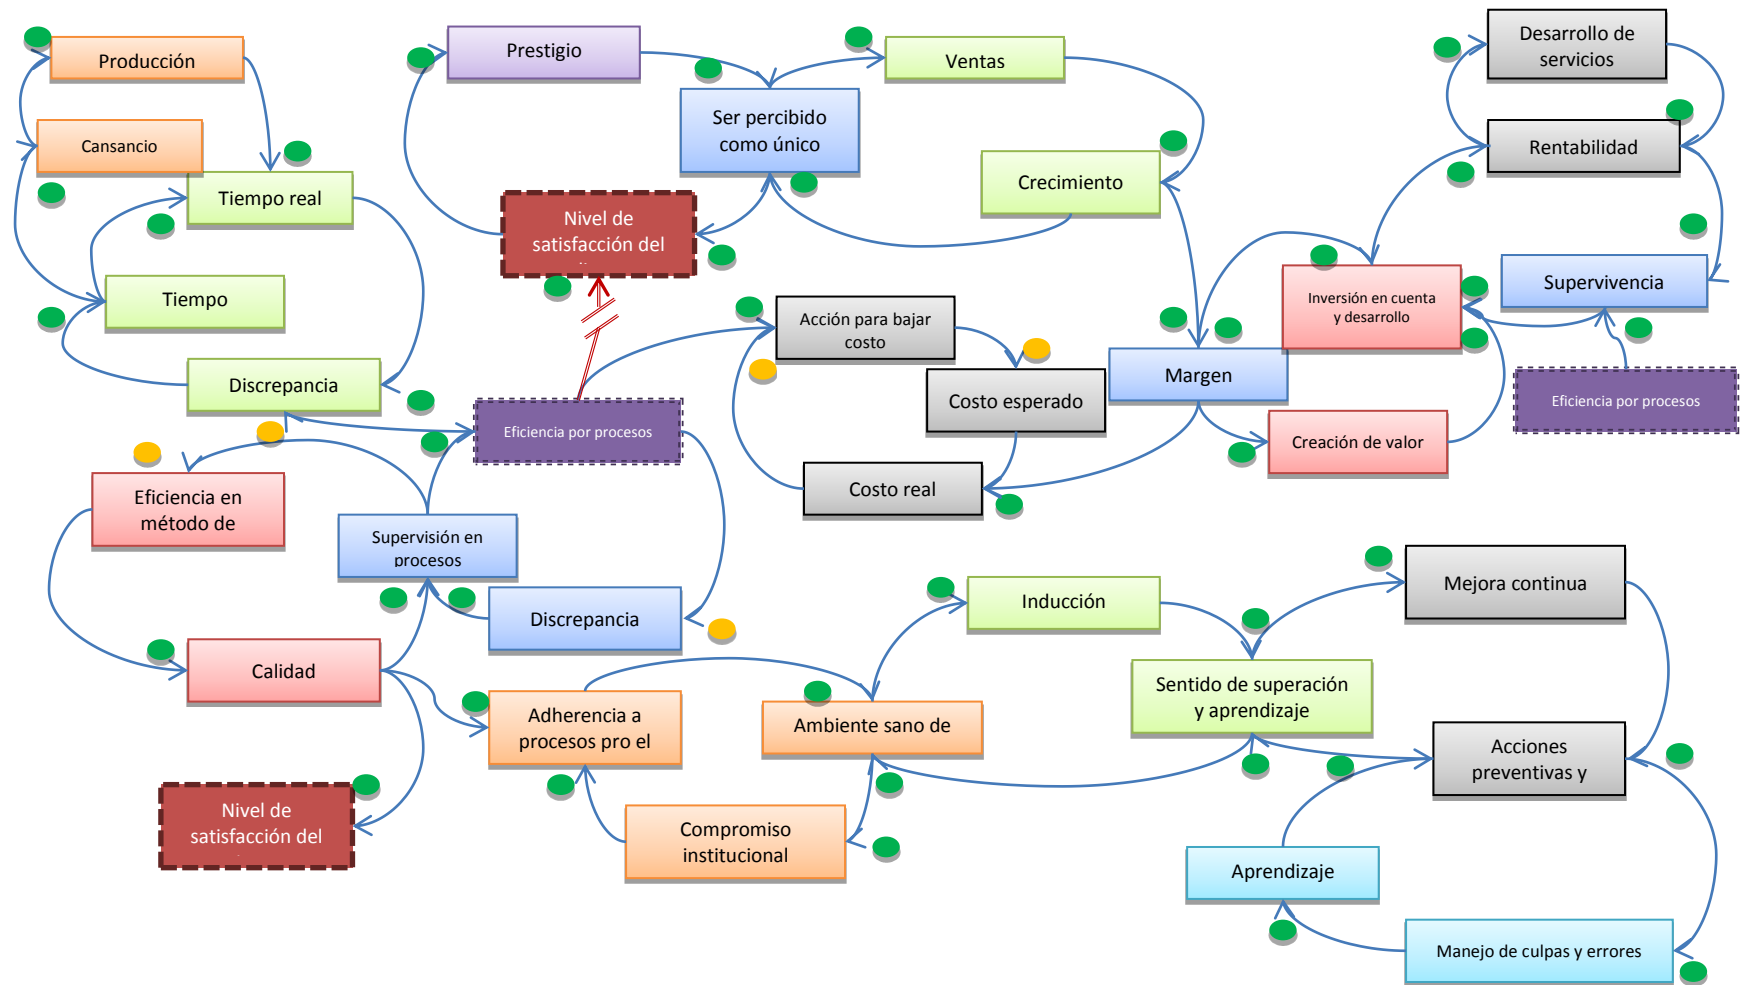 Producción
Cansancio
Tiempo real
Tiempo
Discrepancia
Prestigio
Ser percibido
como único
Nivel de
satisfacción del
Ventas
Crecimiento
Desarrollo de
servicios
Rentabilidad
Inversión en cuenta
y desarrollo
Supervivencia
Eficiencia por procesos
Acción para bajar
costo
Costo esperado
Costo real
Margen
Creación de valor
Eficiencia por procesos
Eficiencia en
método de
Supervisión en
procesos
Discrepancia
Calidad
Nivel de
satisfacción del
Adherencia a
procesos pro el
Ambiente sano de
Compromiso
institucional
Inducción
Sentido de superación
y aprendizaje
Mejora continua
Acciones
preventivas y
Aprendizaje
Manejo de culpas y errores